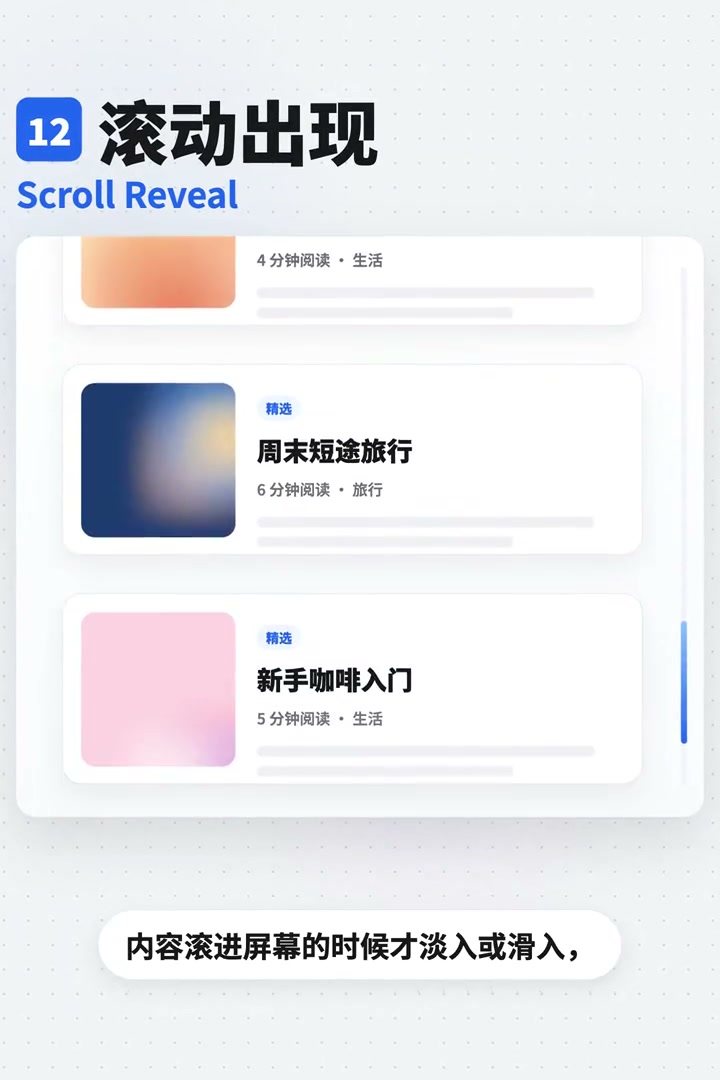 12 滚动出现
Scroll Reveal
4 分钟阅读 · 生活
精选
周末短途旅行
6 分钟阅读 · 旅行
精选
新手咖啡入门
5 分钟阅读 · 生活
内容滚进屏幕的时候才淡入或滑入，